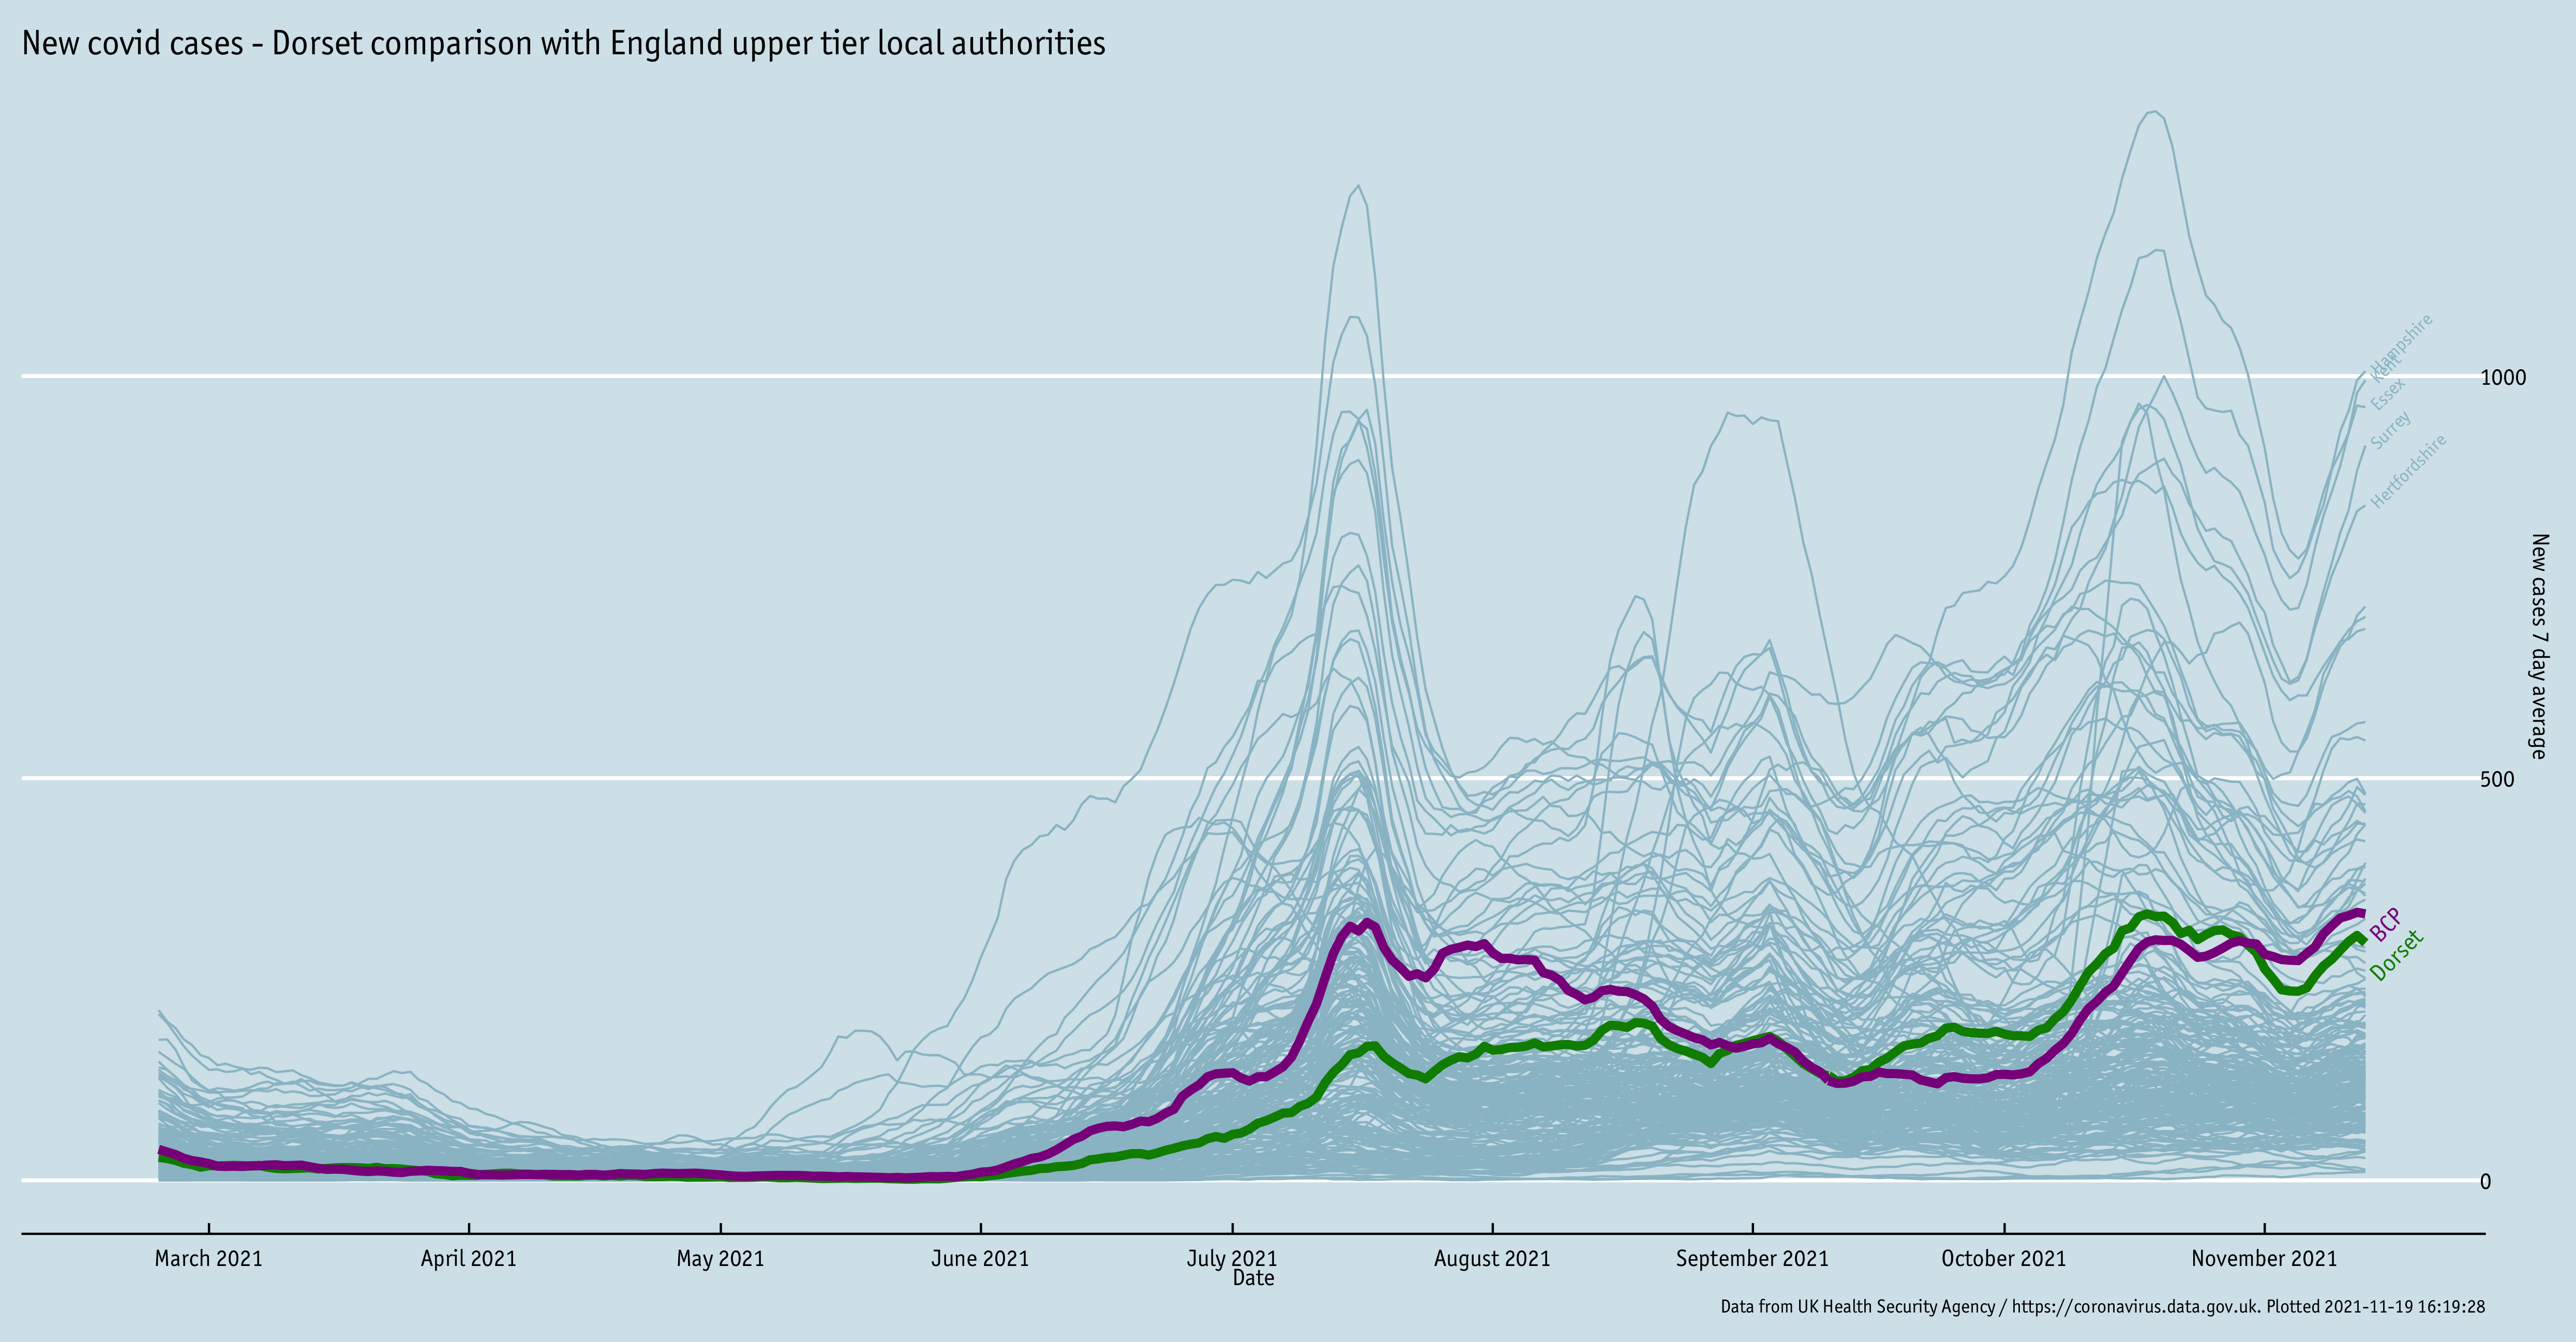 New covid cases - Dorset comparison with England upper tier local authorities
Hampshire
Kent
Essex
Surrey
Hertfordshire
BCP
Dorset
1000
500
0
New cases 7 day average
March 2021
April 2021
May 2021
June 2021
July 2021
August 2021
September 2021
October 2021
November 2021
Date
Data from UK Health Security Agency / https://coronavirus.data.gov.uk. Plotted 2021-11-19 16:19:28